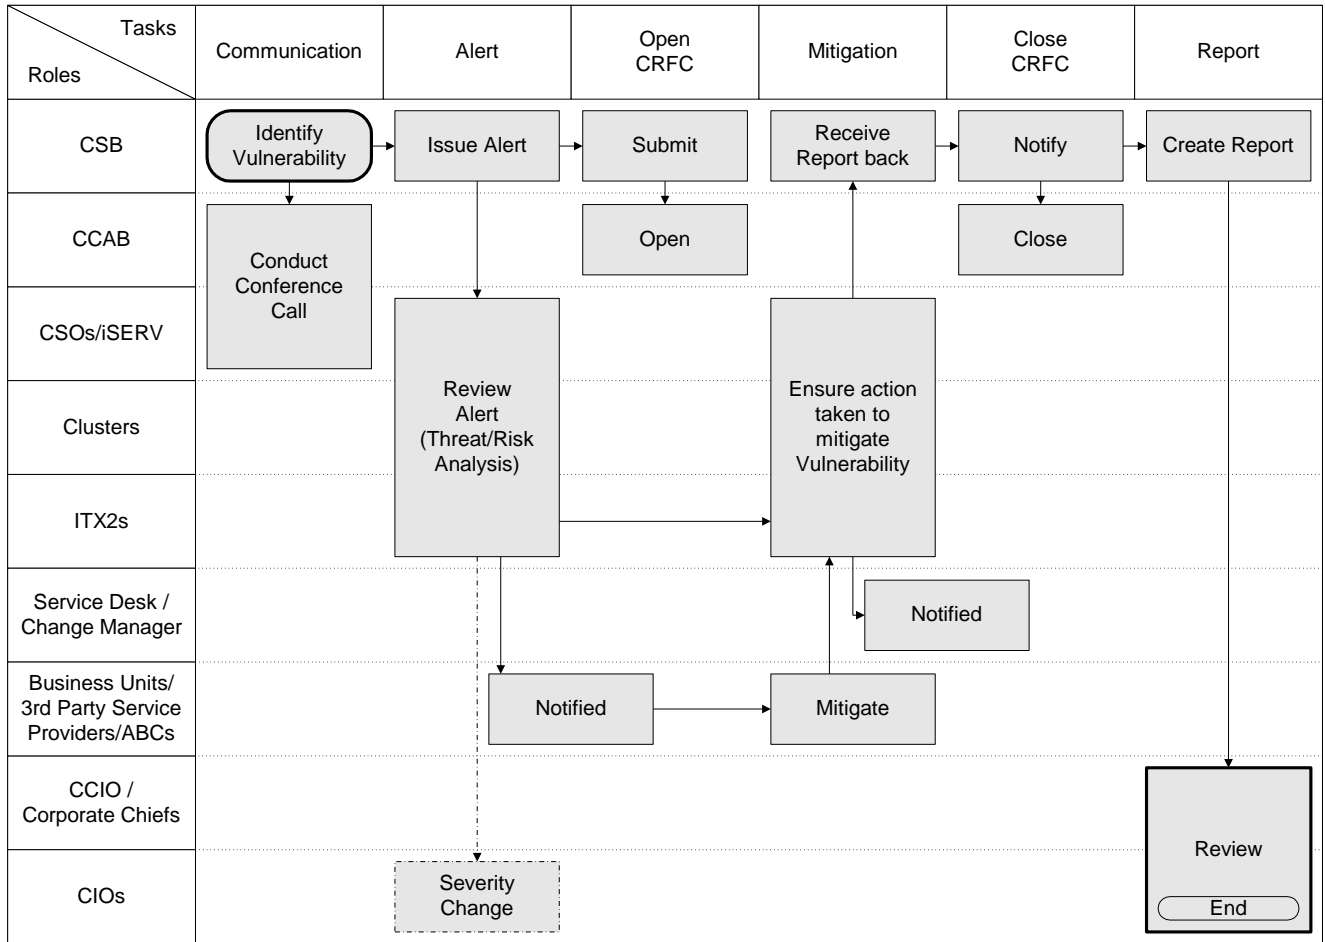 Tasks
Roles
Communication
Alert
Open
CRFC
Mitigation
Close
CRFC
Report
CSB
Identify
Vulnerability
Issue Alert
Submit
Receive
Report back
Notify
Create Report
CCAB
Conduct
Conference
Call
Open
Close
CSOs/iSERV
Clusters
Review
Alert
(Threat/Risk
Analysis)
Ensure action
taken to
mitigate
Vulnerability
ITX2s
Service Desk /
Change Manager
Notified
Business Units/
3rd Party Service
Providers/ABCs
Notified
Mitigate
CCIO /
Corporate Chiefs
Review
End
CIOs
Severity
Change